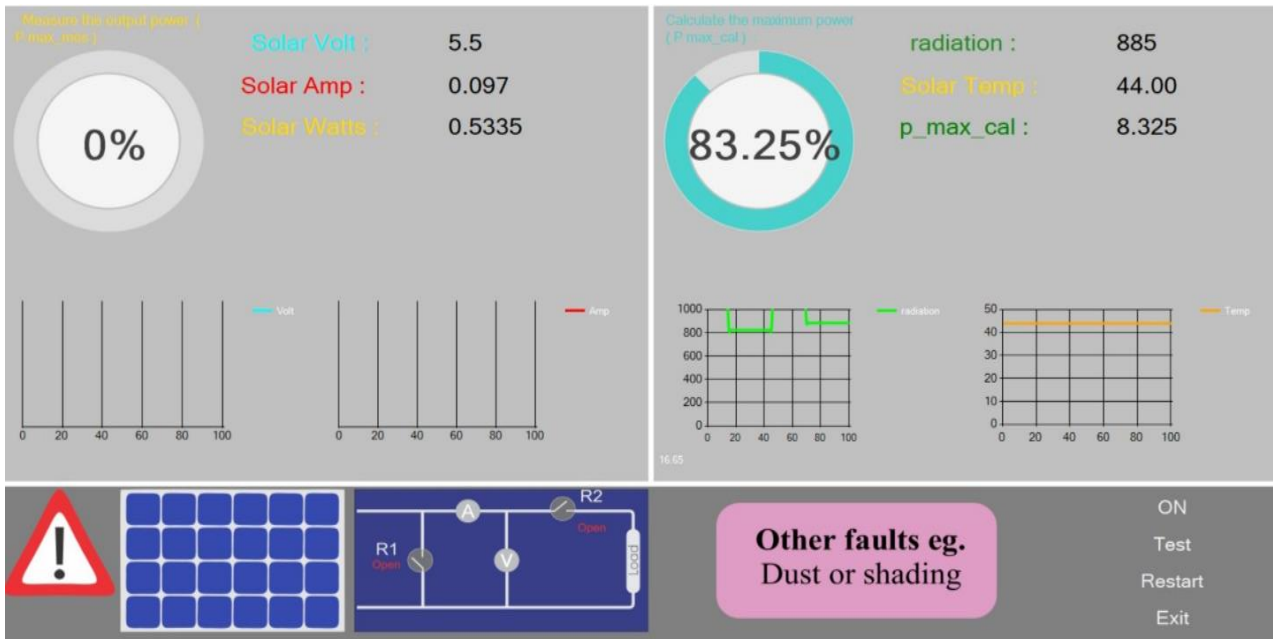 Measure the output power (
P max_mes )
0%
Solar Volt :
5.5
Solar Amp :
0.097
Solar Watts :
0.5335
Volt
0 20 40 60 80 100
Amp
0 20 40 60 80 100
Calculate the maximum power
( P max_cal )
83.25%
radiation :
885
Solar Temp :
44.00
p_max_cal :
8.325
1000
800
600
400
200
0
0 20 40 60 80 100
radiation
50
40
30
20
10
0
0 20 40 60 80 100
Temp
16.65
R1
Open
A
V
R2
Open
Load
Other faults eg.
Dust or shading
ON
Test
Restart
Exit